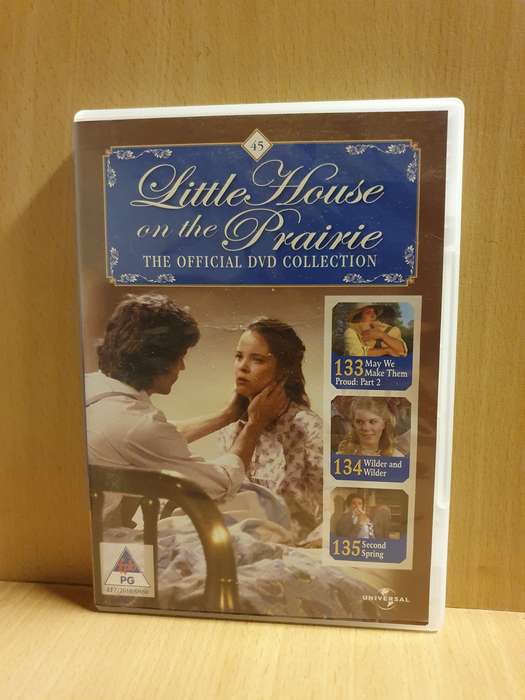 45
Little House
on the Prairie
THE OFFICIAL DVD COLLECTION
133 May We
Make Them
Proud: Part 2
134 Wilder and
Wilder
135 Second
Spring
PG
UNIVERSAL